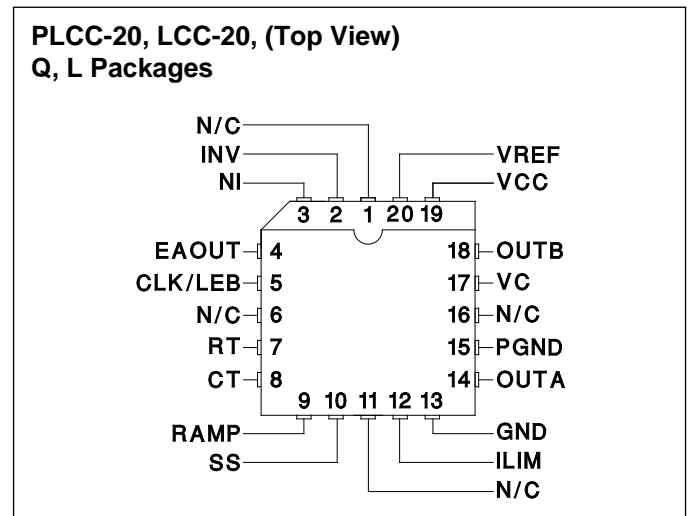 PLCC-20, LCC-20, (Top View)
Q, L Packages
N/C
INV
NI
VREF
VCC
3 2 1 20 19
EAOUT 4
CLK/LEB 5
N/C 6
RT 7
CT 8
18 OUTB
17 VC
16 N/C
15 PGND
14 OUTA
9 10 11 12 13
RAMP
SS
GND
ILIM
N/C